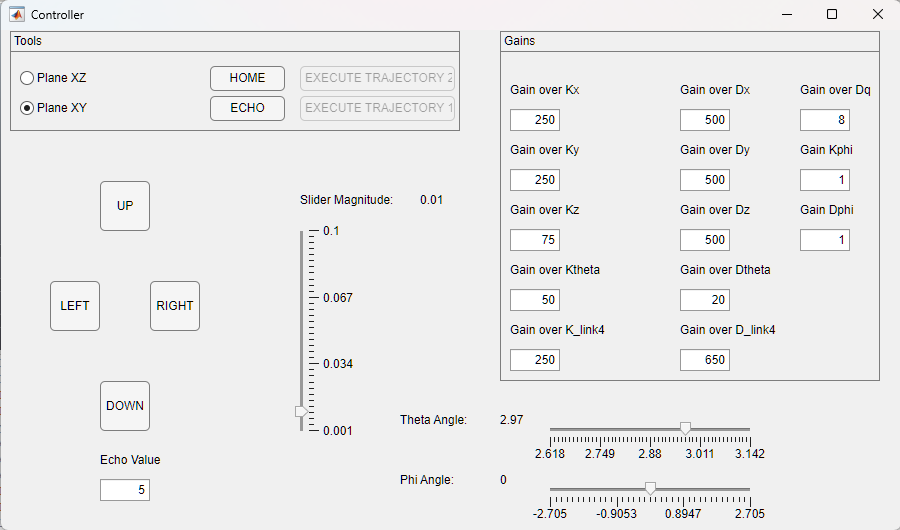 Controller
Tools
Plane XZ
HOME
EXECUTE TRAJECTORY 2
Plane XY
ECHO
EXECUTE TRAJECTORY 1
UP
LEFT
RIGHT
DOWN
Echo Value
5
Slider Magnitude:
0.01
0.1
0.067
0.034
0.001
Gains
Gain over Kx
Gain over Dx
Gain over Dq
250
500
8
Gain over Ky
Gain over Dy
Gain Kphi
250
500
1
Gain over Kz
Gain over Dz
Gain Dphi
75
500
1
Gain over Ktheta
Gain over Dtheta
50
20
Gain over K_link4
Gain over D_link4
250
650
Theta Angle:
2.97
2.618
2.749
2.88
3.011
3.142
Phi Angle:
0
-2.705
-0.9053
0.8947
2.705